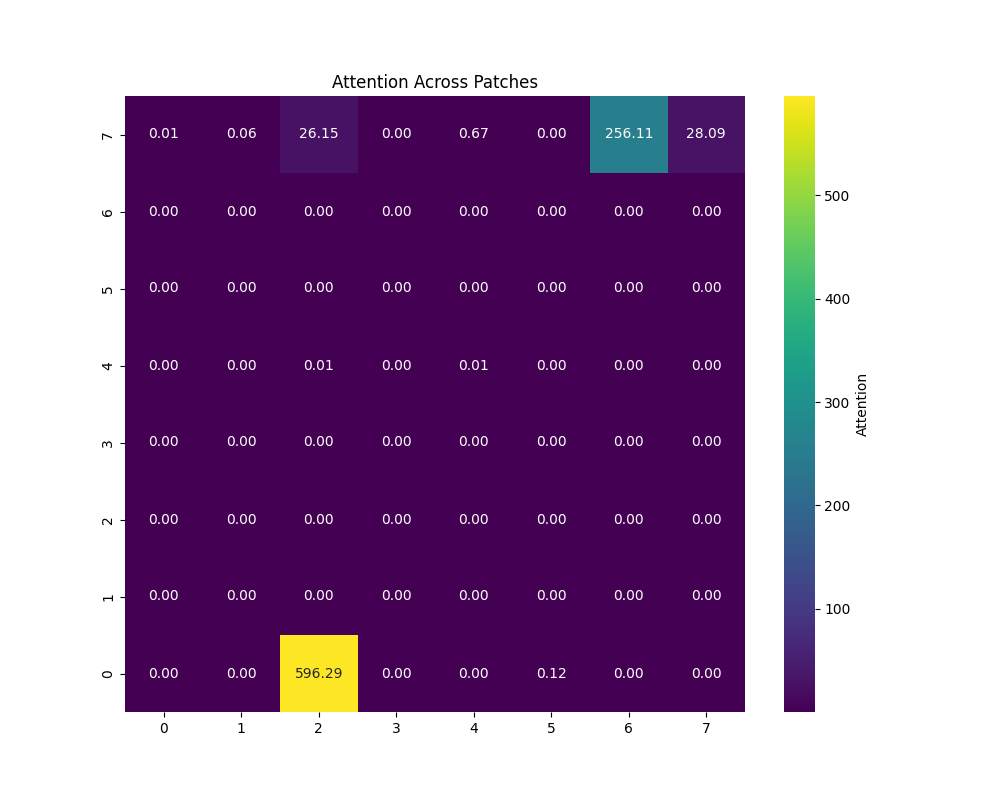 Attention Across Patches
7 0.01 0.06 26.15 0.00 0.67 0.00 256.11 28.09
6 0.00 0.00 0.00 0.00 0.00 0.00 0.00 0.00
5 0.00 0.00 0.00 0.00 0.00 0.00 0.00 0.00
4 0.00 0.00 0.01 0.00 0.01 0.00 0.00 0.00
3 0.00 0.00 0.00 0.00 0.00 0.00 0.00 0.00
2 0.00 0.00 0.00 0.00 0.00 0.00 0.00 0.00
1 0.00 0.00 0.00 0.00 0.00 0.00 0.00 0.00
0 0.00 0.00 596.29 0.00 0.00 0.12 0.00 0.00
0 1 2 3 4 5 6 7
500
400
300
200
100
Attention